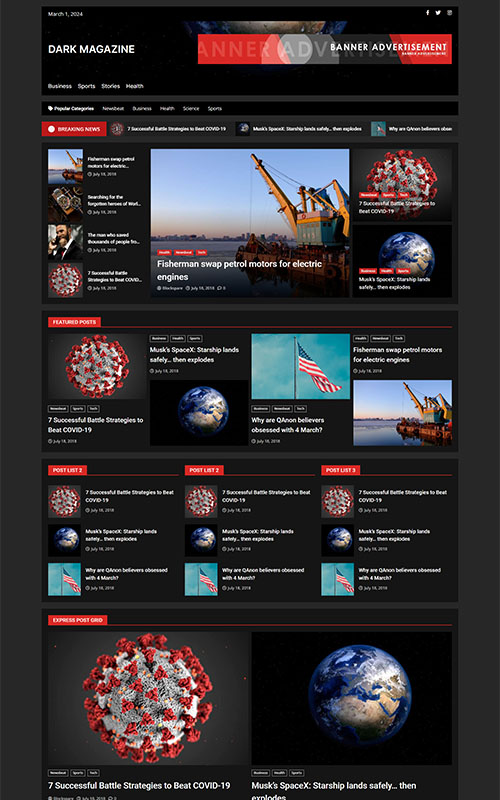 March 1, 2024
DARK MAGAZINE
BANNER ADVERTISEMENT
BANNER ADVERTISEMENT
Business Sports Stories Health
Popular Categories Newsbeat Business Health Science Sports
BREAKING NEWS 7 Successful Battle Strategies to Beat COVID-19 Musk's SpaceX: Starship lands safely… then explodes Why are QAnon believers obse
Fisherman swap petrol
motors for electric…
July 18, 2018
Searching for the
forgotten heroes of Worl…
July 18, 2018
The man who saved
thousands of people fro…
July 18, 2018
7 Successful Battle
Strategies to Beat COVID…
July 18, 2018
Health Newsbeat Tech
Fisherman swap petrol motors for electric
engines
Blockspare July 18, 2018 0
Newsbeat Sports Tech
7 Successful Battle Strategies to
Beat COVID-19
Business Health Sports
Musk's SpaceX: Starship lands
safely… then explodes
FEATURED POSTS
Newsbeat Sports Tech
7 Successful Battle Strategies to
Beat COVID-19
July 18, 2018
Business Health Sports
Musk's SpaceX: Starship lands
safely… then explodes
July 18, 2018
Business Newsbeat Tech
Why are QAnon believers
obsessed with 4 March?
July 18, 2018
Health Newsbeat Tech
Fisherman swap petrol motors
for electric engines
July 18, 2018
POST LIST 2
7 Successful Battle Strategies to Beat
COVID-19
July 18, 2018
Musk's SpaceX: Starship lands
safely… then explodes
July 18, 2018
Why are QAnon believers obsessed
with 4 March?
July 18, 2018
POST LIST 2
7 Successful Battle Strategies to Beat
COVID-19
July 18, 2018
Musk's SpaceX: Starship lands
safely… then explodes
July 18, 2018
Why are QAnon believers obsessed
with 4 March?
July 18, 2018
POST LIST 3
7 Successful Battle Strategies to Beat
COVID-19
July 18, 2018
Musk's SpaceX: Starship lands
safely… then explodes
July 18, 2018
Why are QAnon believers obsessed
with 4 March?
July 18, 2018
EXPRESS POST GRID
Newsbeat Sports Tech
7 Successful Battle Strategies to Beat COVID-19
Blockspare July 18, 2018 0
Business Health Sports
Musk's SpaceX: Starship lands safely… then
explodes